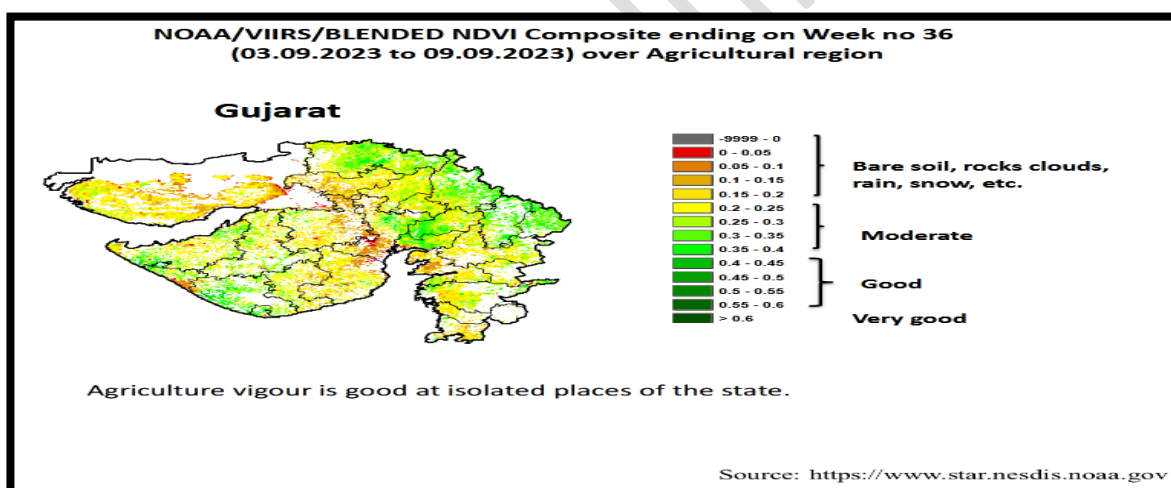 NOAA/VIIRS/BLENDED NDVI Composite ending on Week no 36
(03.09.2023 to 09.09.2023) over Agricultural region
Gujarat
-9999 - 0
0 - 0.05
0.05 - 0.1
0.1 - 0.15
0.15 - 0.2
0.2 - 0.25
0.25 - 0.3
0.3 - 0.35
0.35 - 0.4
0.4 - 0.45
0.45 - 0.5
0.5 - 0.55
0.55 - 0.6
> 0.6
Bare soil, rocks clouds,
rain, snow, etc.
Moderate
Good
Very good
Agriculture vigour is good at isolated places of the state.
Source: https://www.star.nesdis.noaa.gov